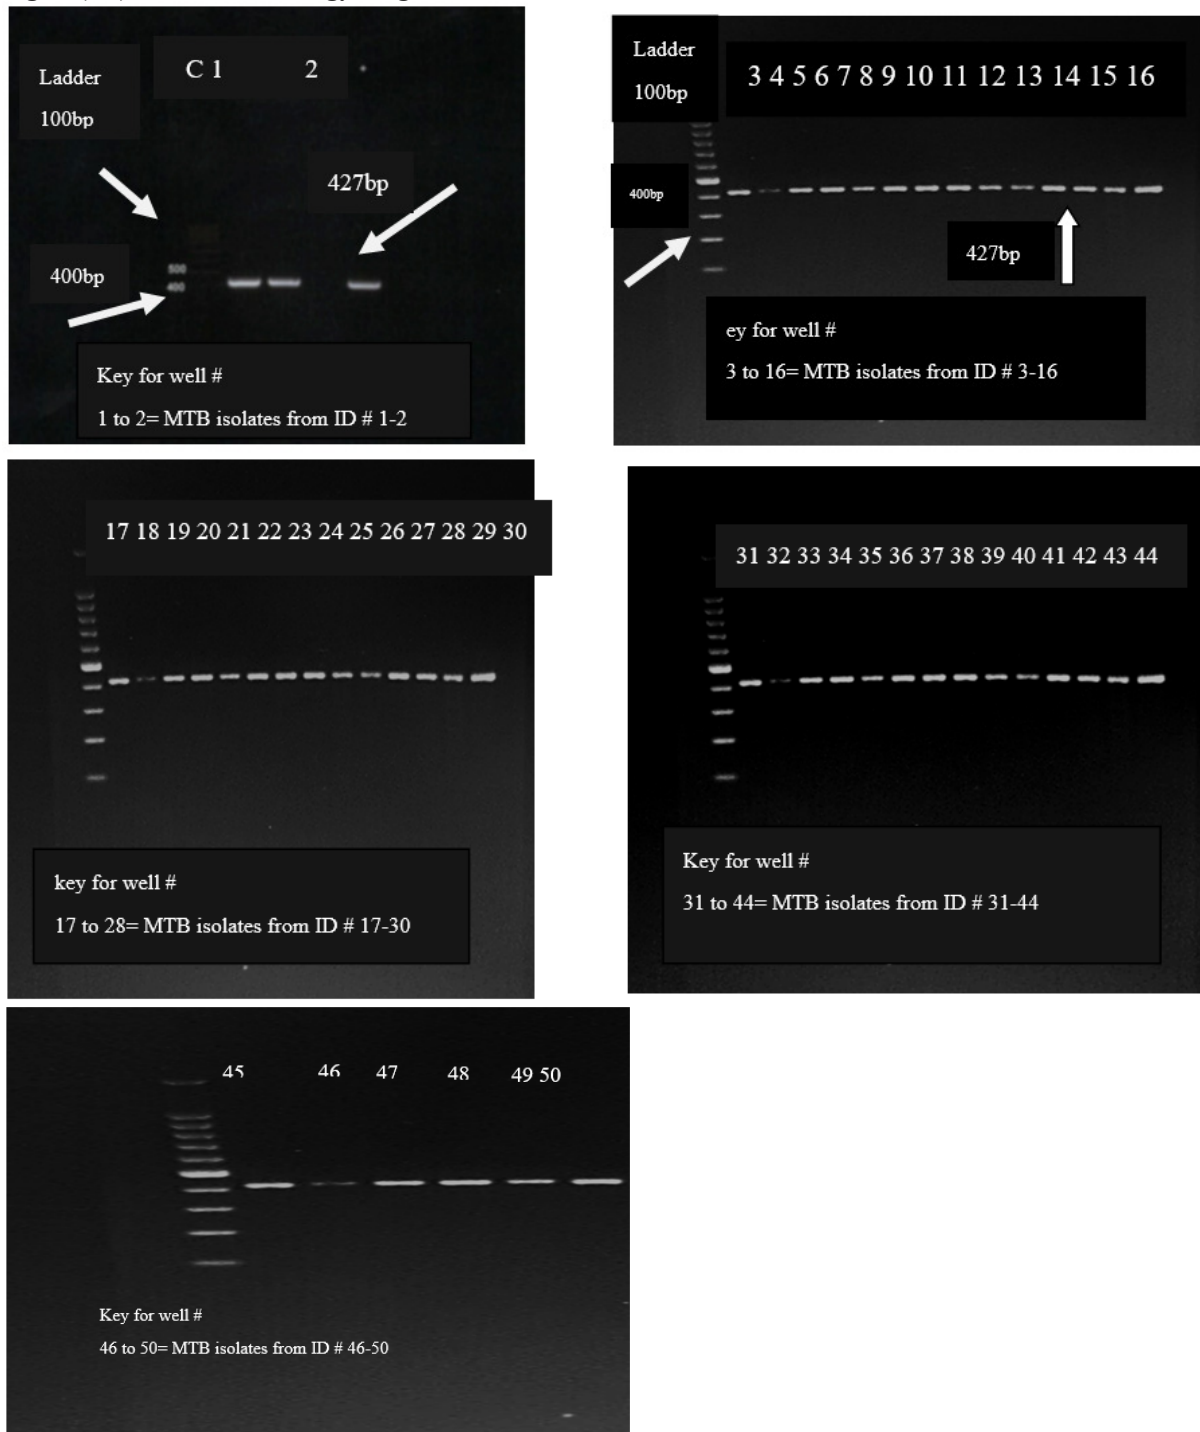 Ladder
100bp
C 1 2
427bp
500
400bp
400
Key for well #
1 to 2= MTB isolates from ID # 1-2
Ladder
100bp
3 4 5 6 7 8 9 10 11 12 13 14 15 16
400bp
427bp
ey for well #
3 to 16= MTB isolates from ID # 3-16
17 18 19 20 21 22 23 24 25 26 27 28 29 30
key for well #
17 to 28= MTB isolates from ID # 17-30
31 32 33 34 35 36 37 38 39 40 41 42 43 44
Key for well #
31 to 44= MTB isolates from ID # 31-44
45 46 47 48 49 50
Key for well #
46 to 50= MTB isolates from ID # 46-50